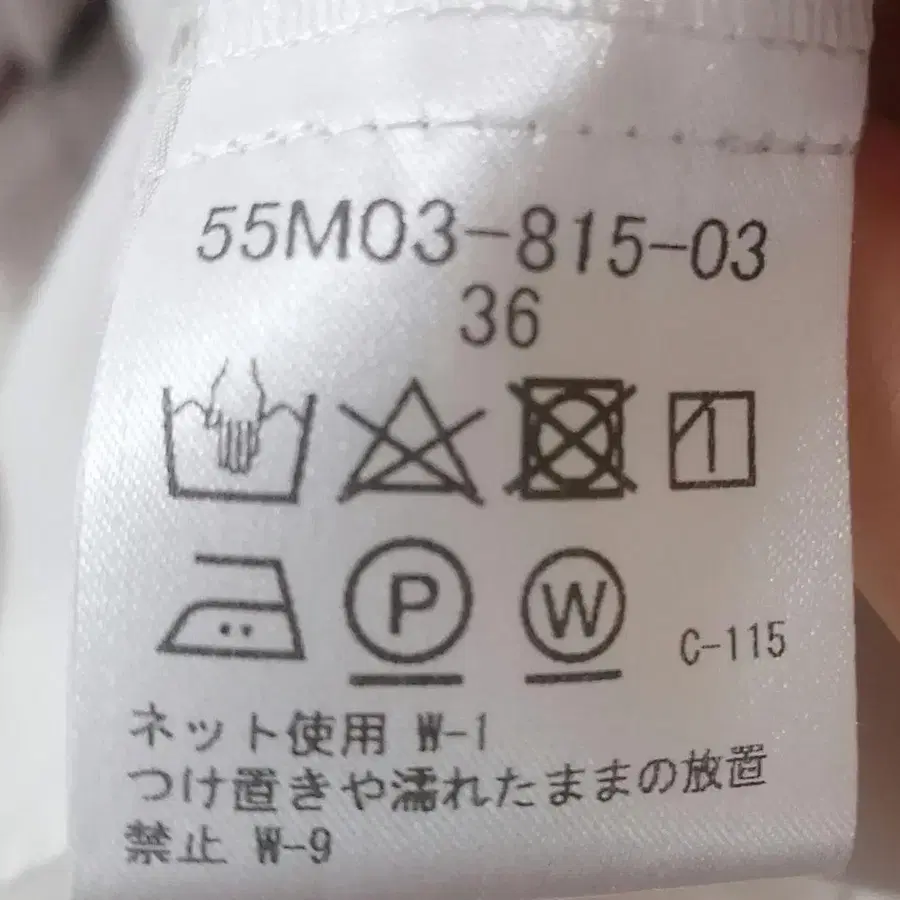 55M03-815-03
36
P W C-115
ネット使用 W-1
つけ置きや濡れたままの放置
禁止 W-9